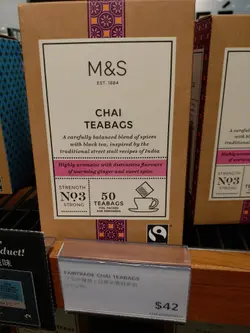 M&S
EST. 1884
CHAI
TEABAGS
A carefully balanced blend of spices
with black tea, inspired by the
traditional street stall recipes of India
Highly aromatic with distinctive flavours
of warming ginger and sweet spice
STRENGTH
Nº3
STRONG
50
TEABAGS
FAIRTRADE
FAIRTRADE CHAI TEABAGS
$42
oduct!